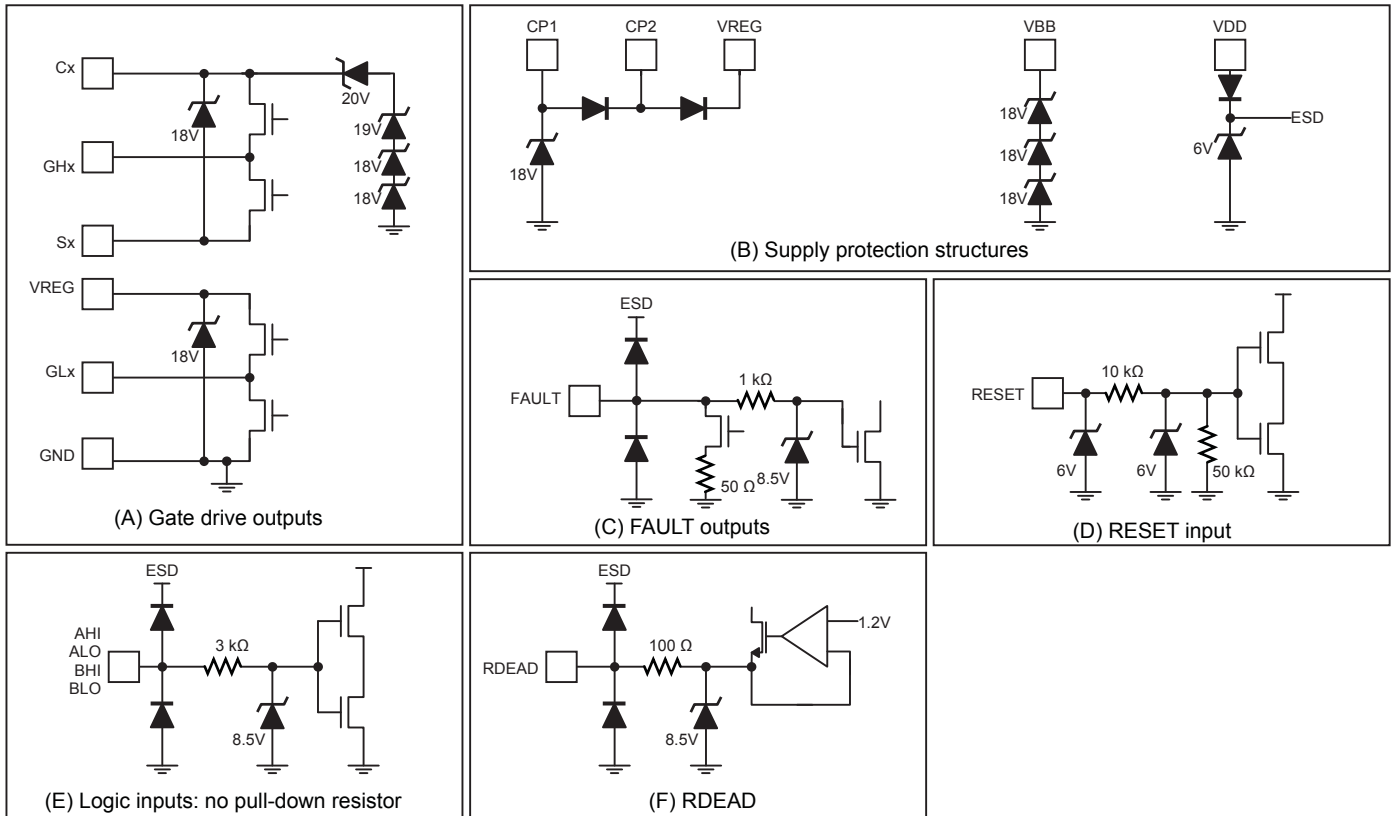 Cx
20V
18V
19V
GHx
18V
18V
Sx
VREG
18V
GLx
GND
(A) Gate drive outputs
CP1
CP2
VREG
VBB
VDD
18V
ESD
18V
6V
18V
18V
(B) Supply protection structures
ESD
1 kΩ
FAULT
50 Ω
8.5V
(C) FAULT outputs
10 kΩ
RESET
6V
6V
50 kΩ
(D) RESET input
ESD
AHI
ALO
BHI
BLO
3 kΩ
8.5V
(E) Logic inputs: no pull-down resistor
ESD
1.2V
100 Ω
RDEAD
8.5V
(F) RDEAD